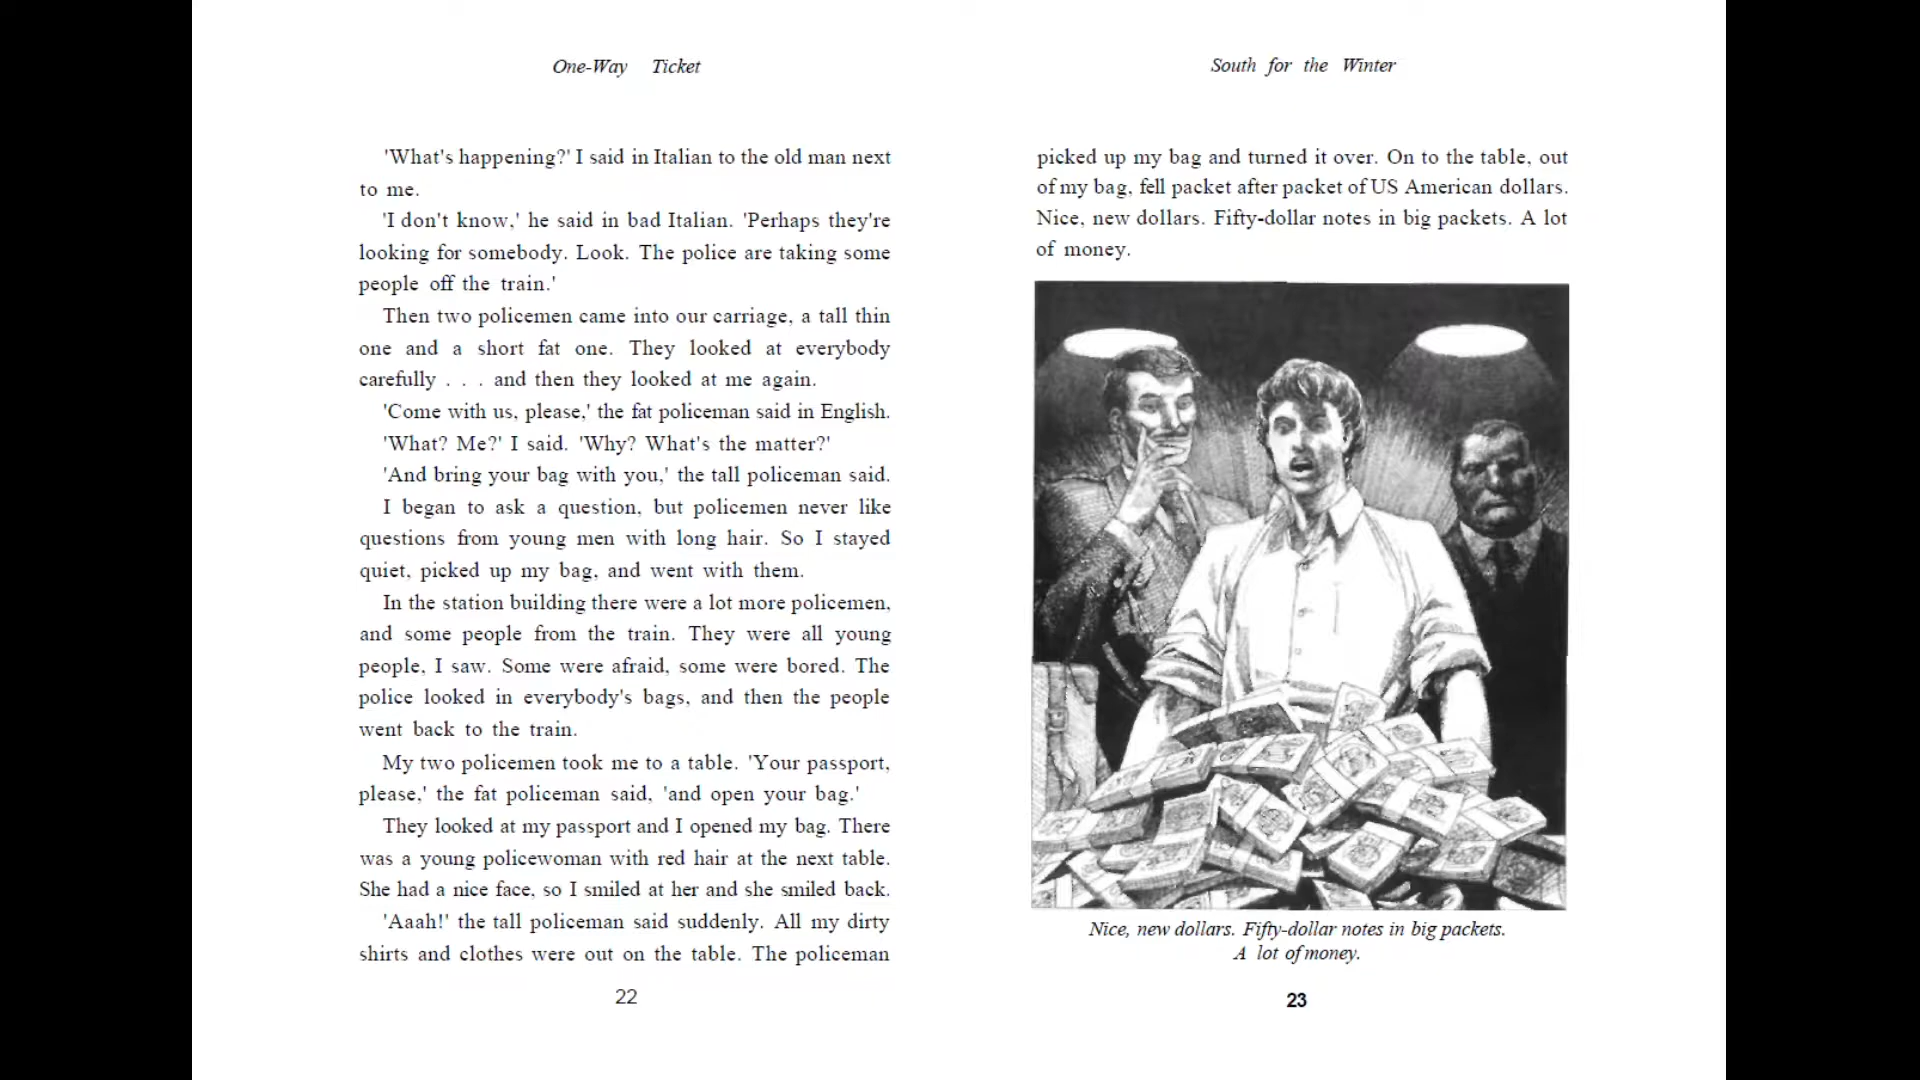 One-Way Ticket
'What's happening?' I said in Italian to the old man next
to me.
'I don't know,' he said in bad Italian. 'Perhaps they're
looking for somebody. Look. The police are taking some
people off the train.'
Then two policemen came into our carriage, a tall thin
one and a short fat one. They looked at everybody
carefully . . . and then they looked at me again.
'Come with us, please,' the fat policeman said in English.
'What? Me?' I said. 'Why? What's the matter?'
'And bring your bag with you,' the tall policeman said.
I began to ask a question, but policemen never like
questions from young men with long hair. So I stayed
quiet, picked up my bag, and went with them.
In the station building there were a lot more policemen,
and some people from the train. They were all young
people, I saw. Some were afraid, some were bored. The
police looked in everybody's bags, and then the people
went back to the train.
My two policemen took me to a table. 'Your passport,
please,' the fat policeman said, 'and open your bag.'
They looked at my passport and I opened my bag. There
was a young policewoman with red hair at the next table.
She had a nice face, so I smiled at her and she smiled back.
'Aaah!' the tall policeman said suddenly. All my dirty
shirts and clothes were out on the table. The policeman
22
South for the Winter
picked up my bag and turned it over. On to the table, out
of my bag, fell packet after packet of US American dollars.
Nice, new dollars. Fifty-dollar notes in big packets. A lot
of money.
Nice, new dollars. Fifty-dollar notes in big packets.
A lot of money.
23